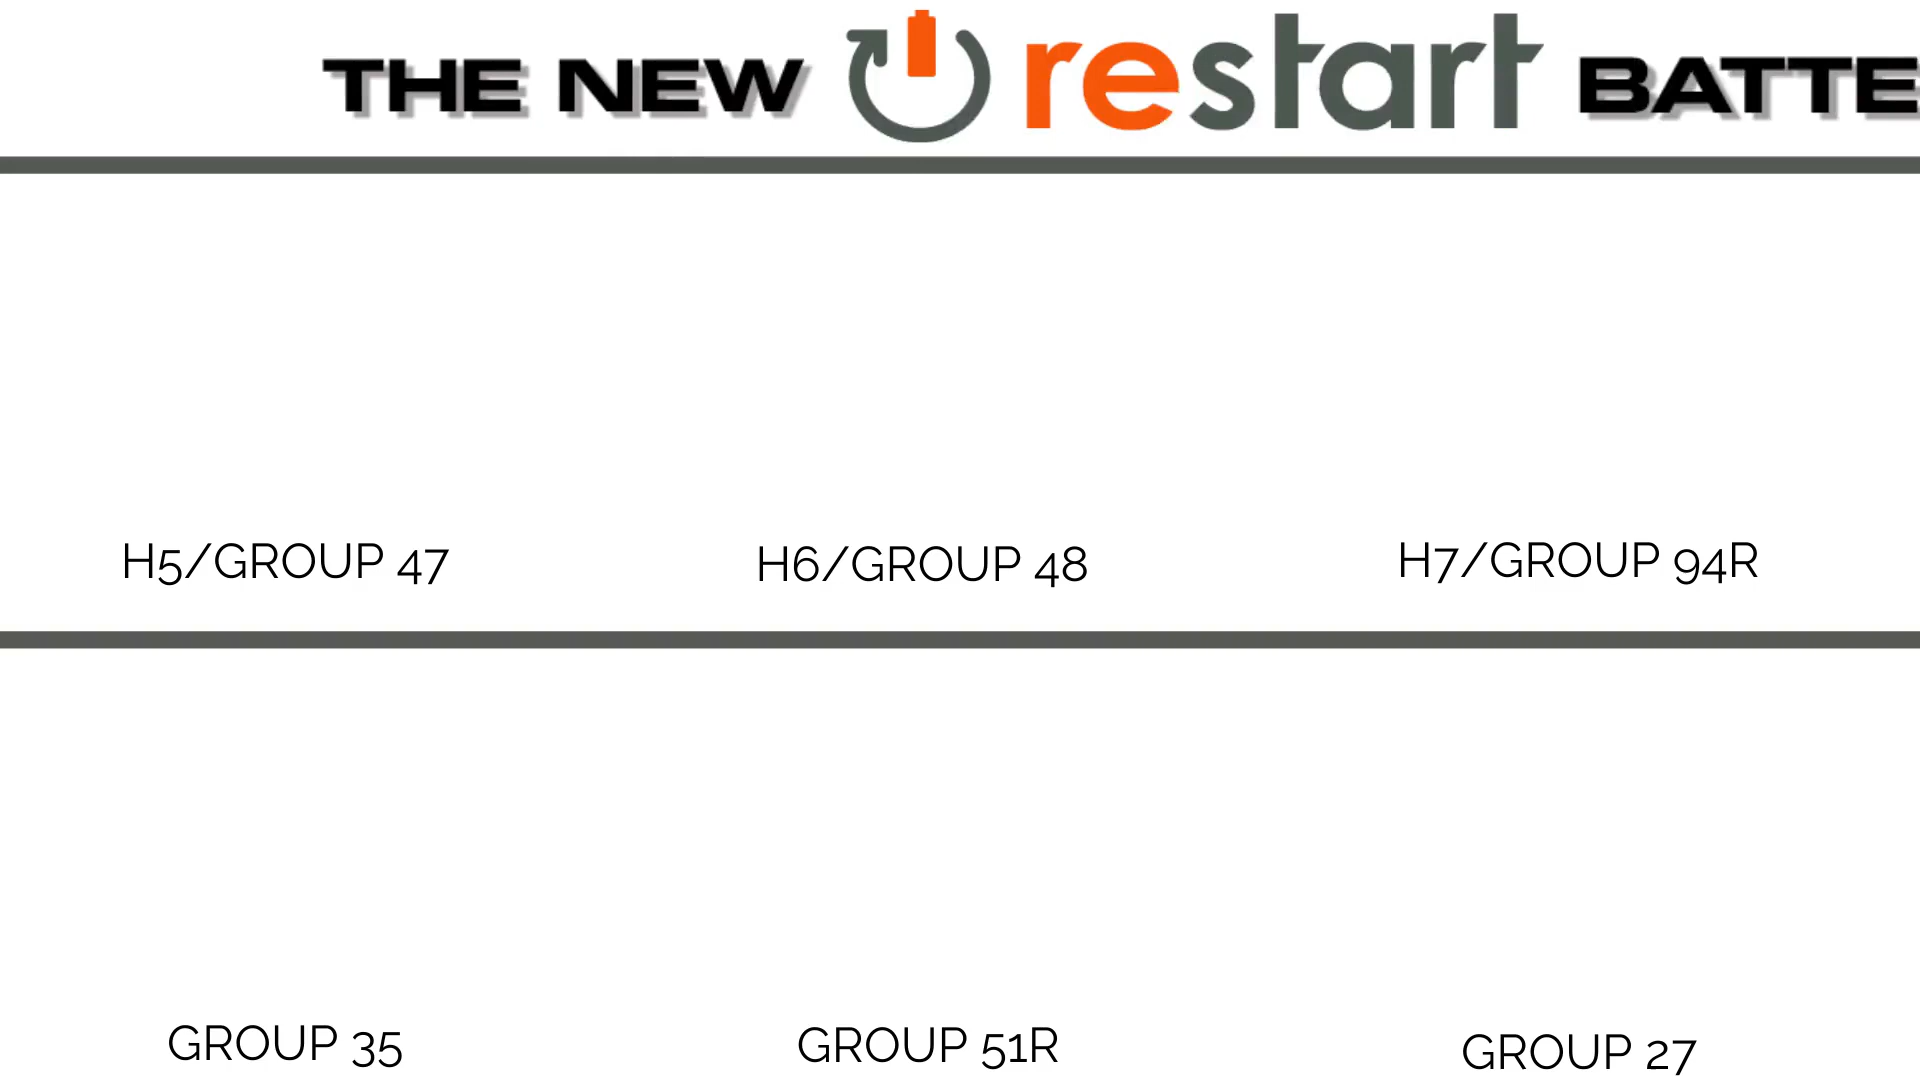 THE NEW restart BATTE
H5/GROUP 47 H6/GROUP 48 H7/GROUP 94R
GROUP 35 GROUP 51R GROUP 27